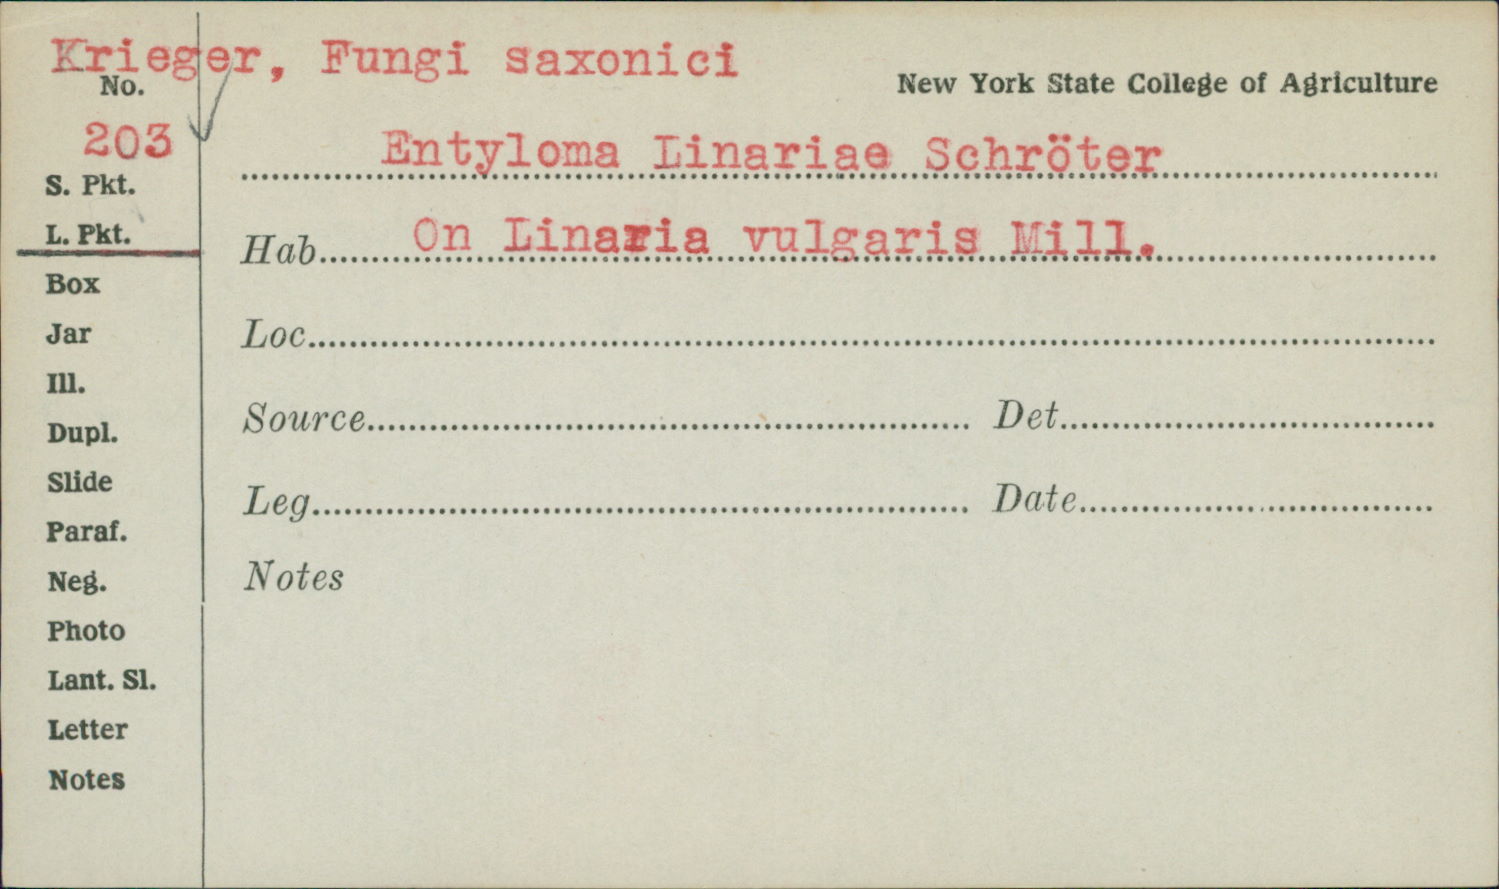 Krieger, Fungi saxonici
No.
New York State College of Agriculture
203
Entyloma Linariae Schröter
S. Pkt.
L. Pkt.
Hab. On Linaria vulgaris Mill.
Box
Jar
Loc.
Ill.
Source Det.
Dupl.
Slide
Leg. Date
Paraf.
Neg.
Notes
Photo
Lant. Sl.
Letter
Notes